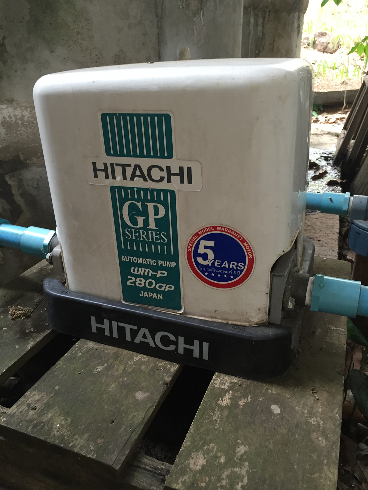 HITACHI
GP
SERIES
AUTOMATIC PUMP
WM-P
280GP
JAPAN
5
YEARS
HITACHI